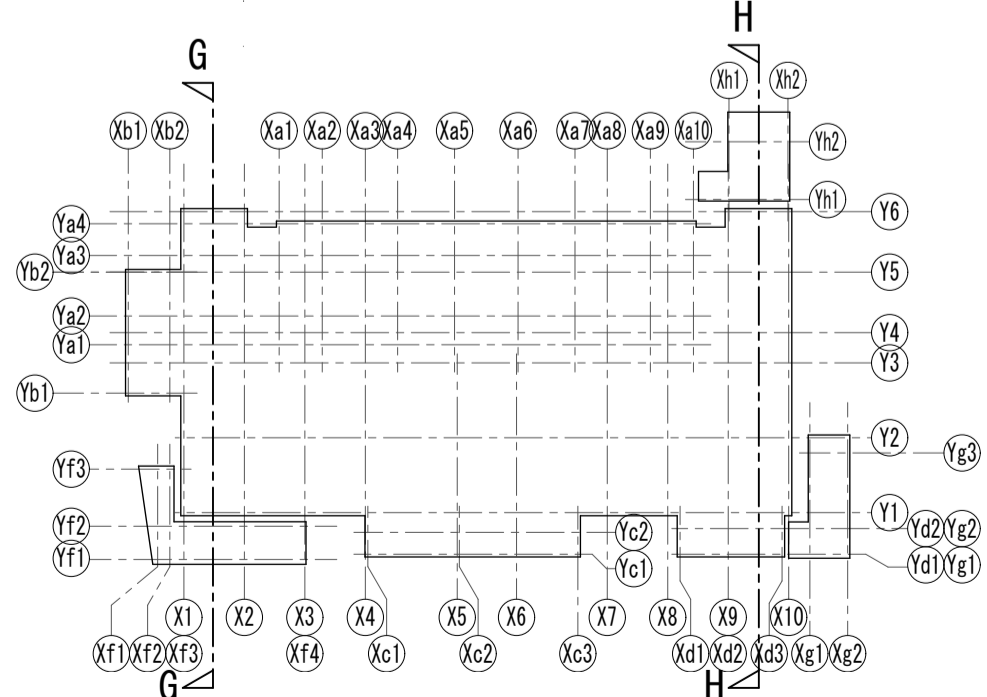 H
G
Xh1 Xh2
Xb1 Xb2 Xa1 Xa2 Xa3 Xa4 Xa5 Xa6 Xa7 Xa8 Xa9 Xa10
Yh2
Yh1
Ya4 Y6
Ya3
Yb2 Y5
Ya2
Ya1 Y4
Y3
Yb1
Y2
Yf3 Yg3
Yf2 Yc2 Y1
Yd2 Yg2
Yf1 Yc1 Yd1 Yg1
X1 X2 X3 X4 X5 X6 X7 X8 X9 X10
Xf1 Xf2 Xf3 Xf4 Xc1 Xc2 Xc3 Xd1 Xd2 Xd3 Xg1 Xg2
G H